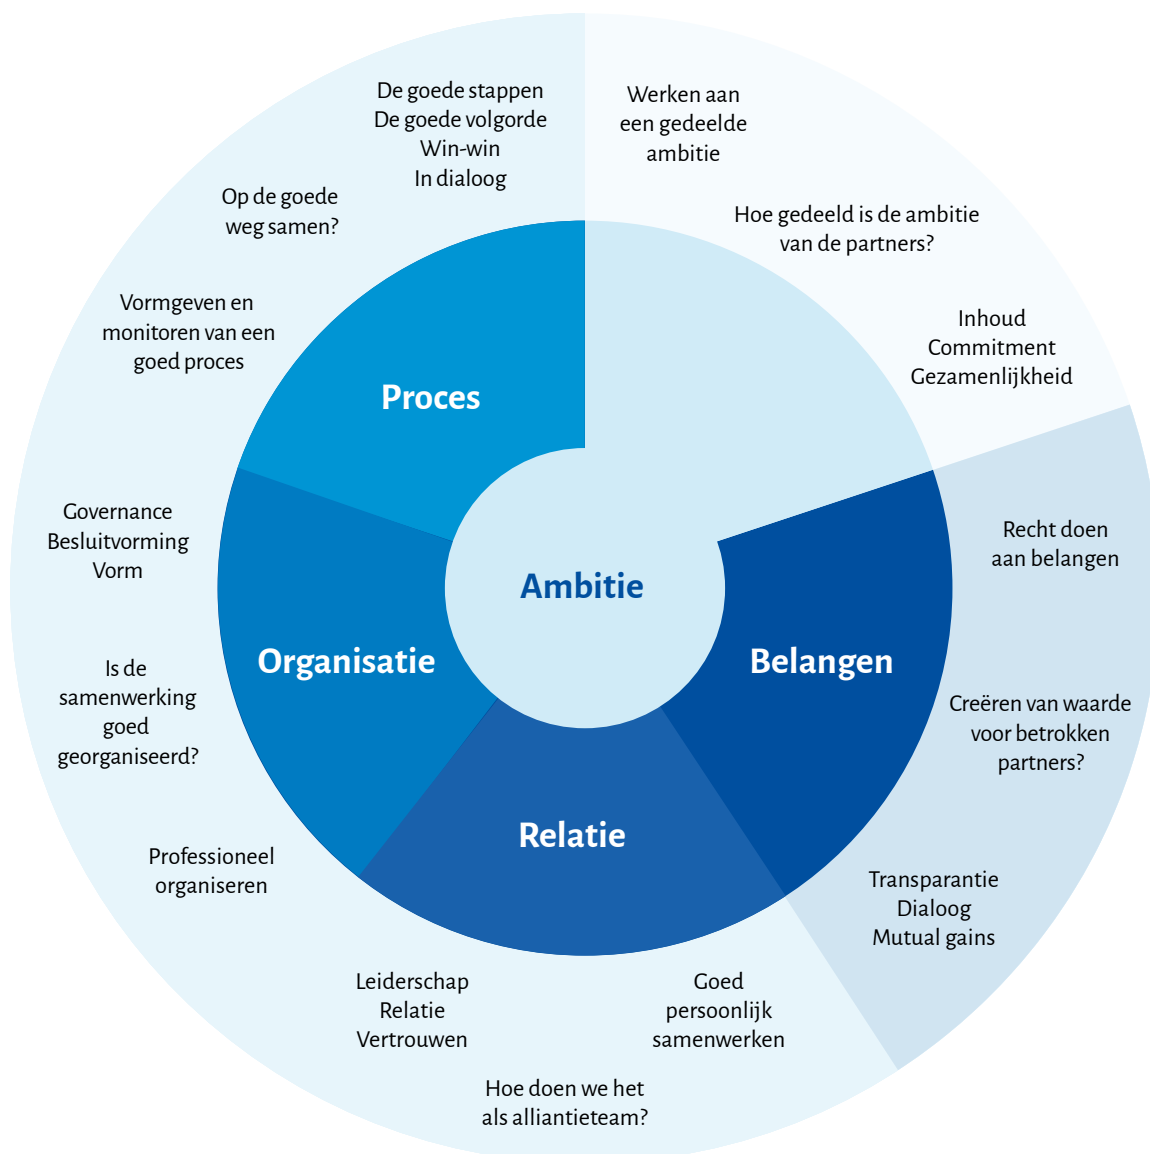 De goede stappen
De goede volgorde
Win-win
In dialoog
Op de goede
weg samen?
Vormgeven en
monitoren van een
goed proces
Werken aan
een gedeelde
ambitie
Hoe gedeeld is de ambitie
van de partners?
Inhoud
Commitment
Gezamenlijkheid
Proces
Ambitie
Belangen
Organisatie
Relatie
Recht doen
aan belangen
Creëren van waarde
voor betrokken
partners?
Transparantie
Dialoog
Mutual gains
Goed
persoonlijk
samenwerken
Hoe doen we het
als alliantieteam?
Leiderschap
Relatie
Vertrouwen
Professioneel
organiseren
Is de
samenwerking
goed
georganiseerd?
Governance
Besluitvorming
Vorm